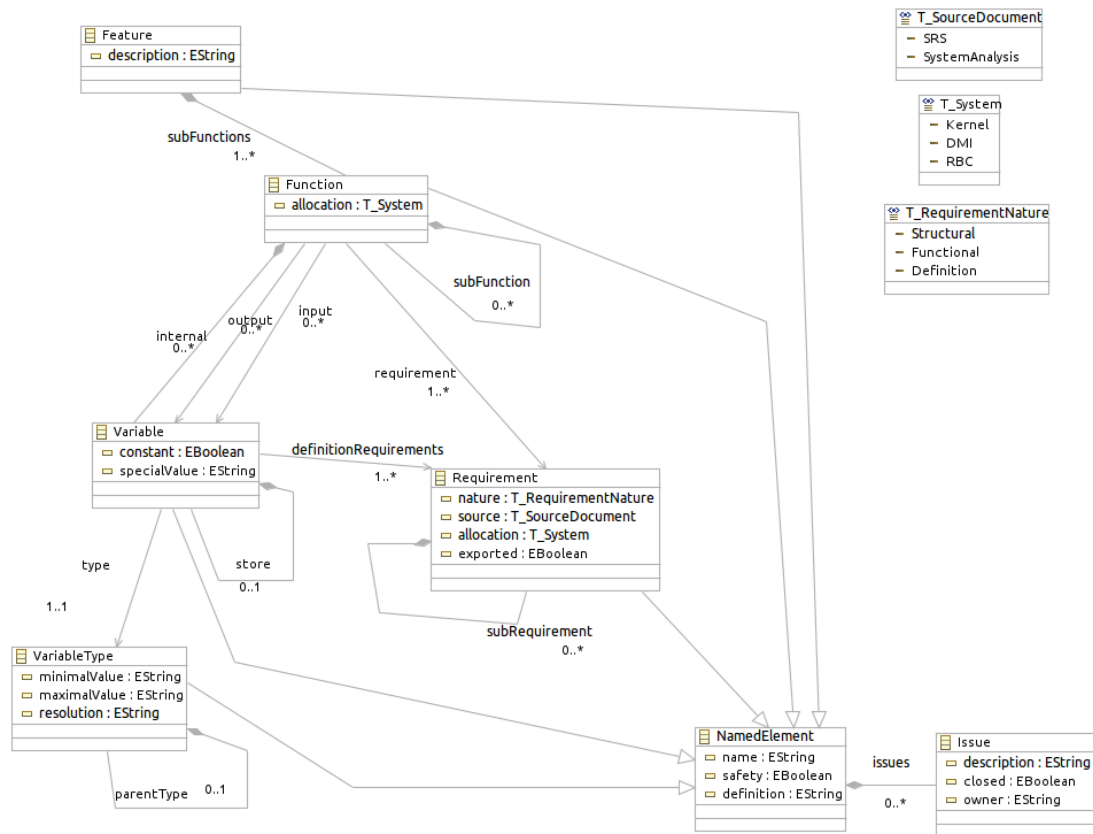 Feature
description : EString
T_SourceDocument
SRS
SystemAnalysis
T_System
Kernel
DMI
RBC
T_RequirementNature
Structural
Functional
Definition
subFunctions
1..*
Function
allocation : T_System
subFunction
0..*
internal
0..*
output
0..*
input
0..*
requirement
1..*
Variable
constant : EBoolean
specialValue : EString
definitionRequirements
1..*
Requirement
nature : T_RequirementNature
source : T_SourceDocument
allocation : T_System
exported : EBoolean
type
1..1
store
0..1
subRequirement
0..*
VariableType
minimalValue : EString
maximalValue : EString
resolution : EString
parentType
0..1
NamedElement
name : EString
safety : EBoolean
definition : EString
issues
0..*
Issue
description : EString
closed : EBoolean
owner : EString